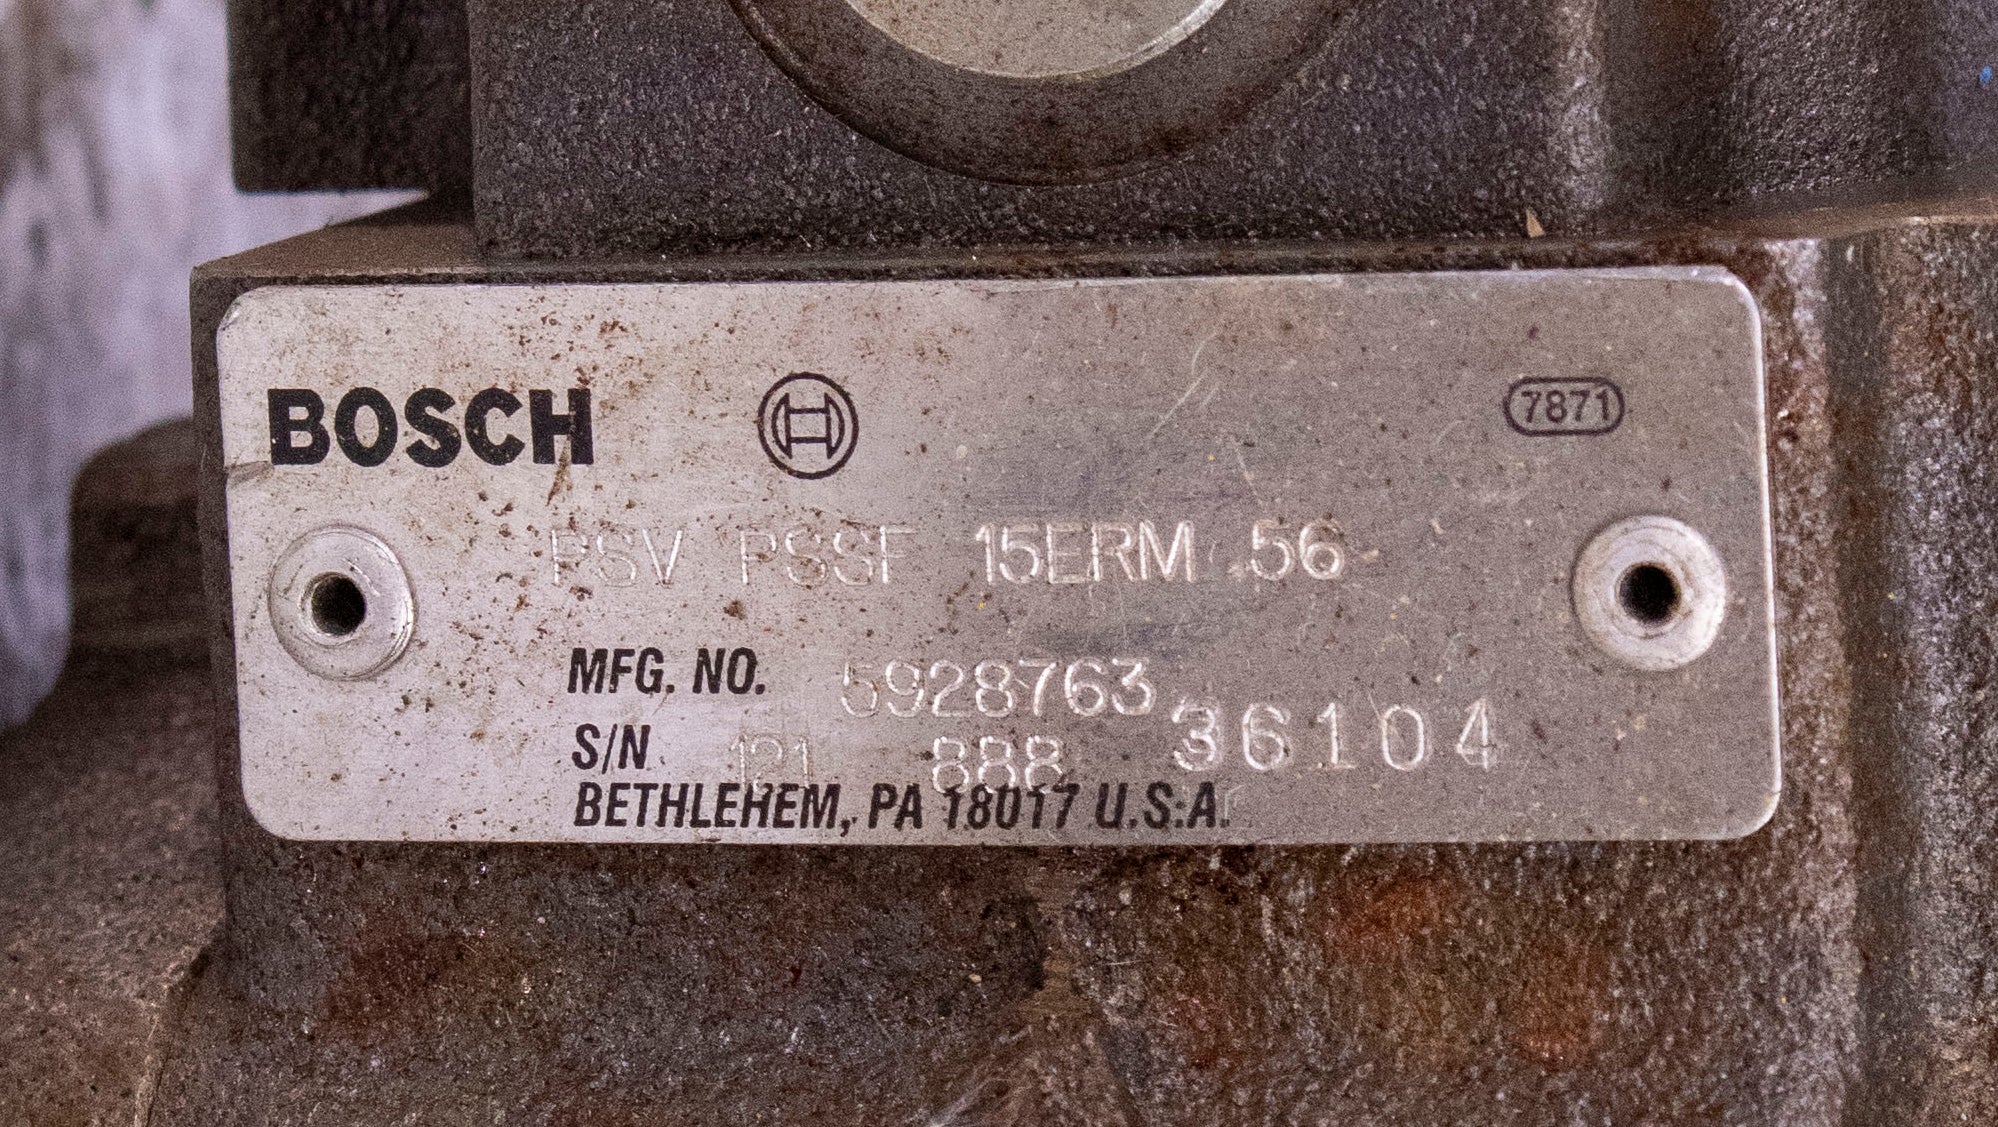 BOSCH 7871
PSV PSSF 15ERM 56
MFG. NO. 5928763
S/N 121 888 36104
BETHLEHEM, PA 18017 U.S.A.